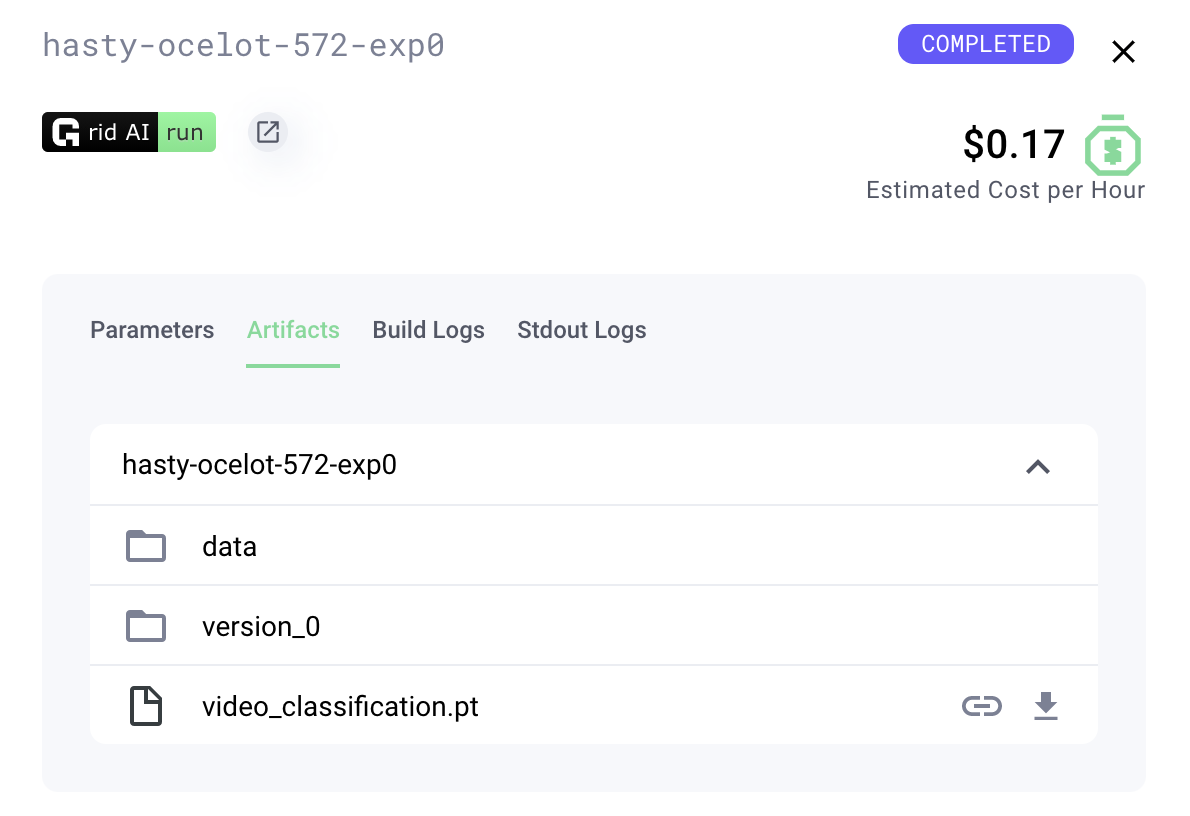 hasty-ocelot-572-exp0
COMPLETED
Grid AI run
$0.17
Estimated Cost per Hour
Parameters Artifacts Build Logs Stdout Logs
hasty-ocelot-572-exp0
data
version_0
video_classification.pt